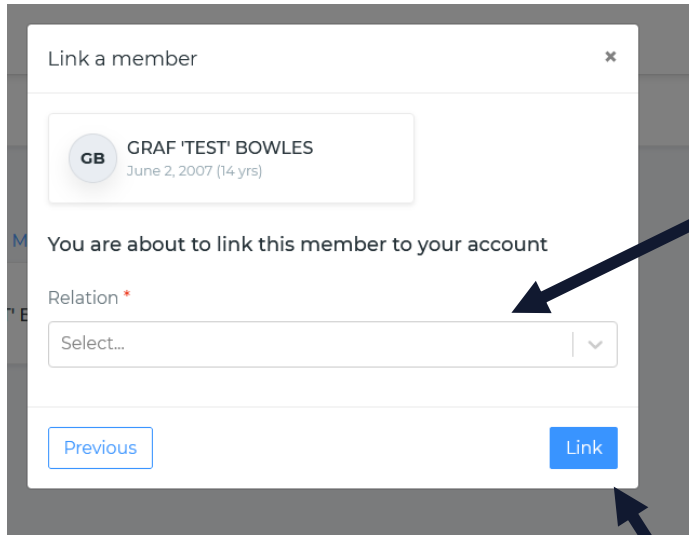 Link a member
×
GB
GRAF 'TEST' BOWLES
June 2, 2007 (14 yrs)
M
You are about to link this member to your account
Relation *
' B
Select...
Previous
Link